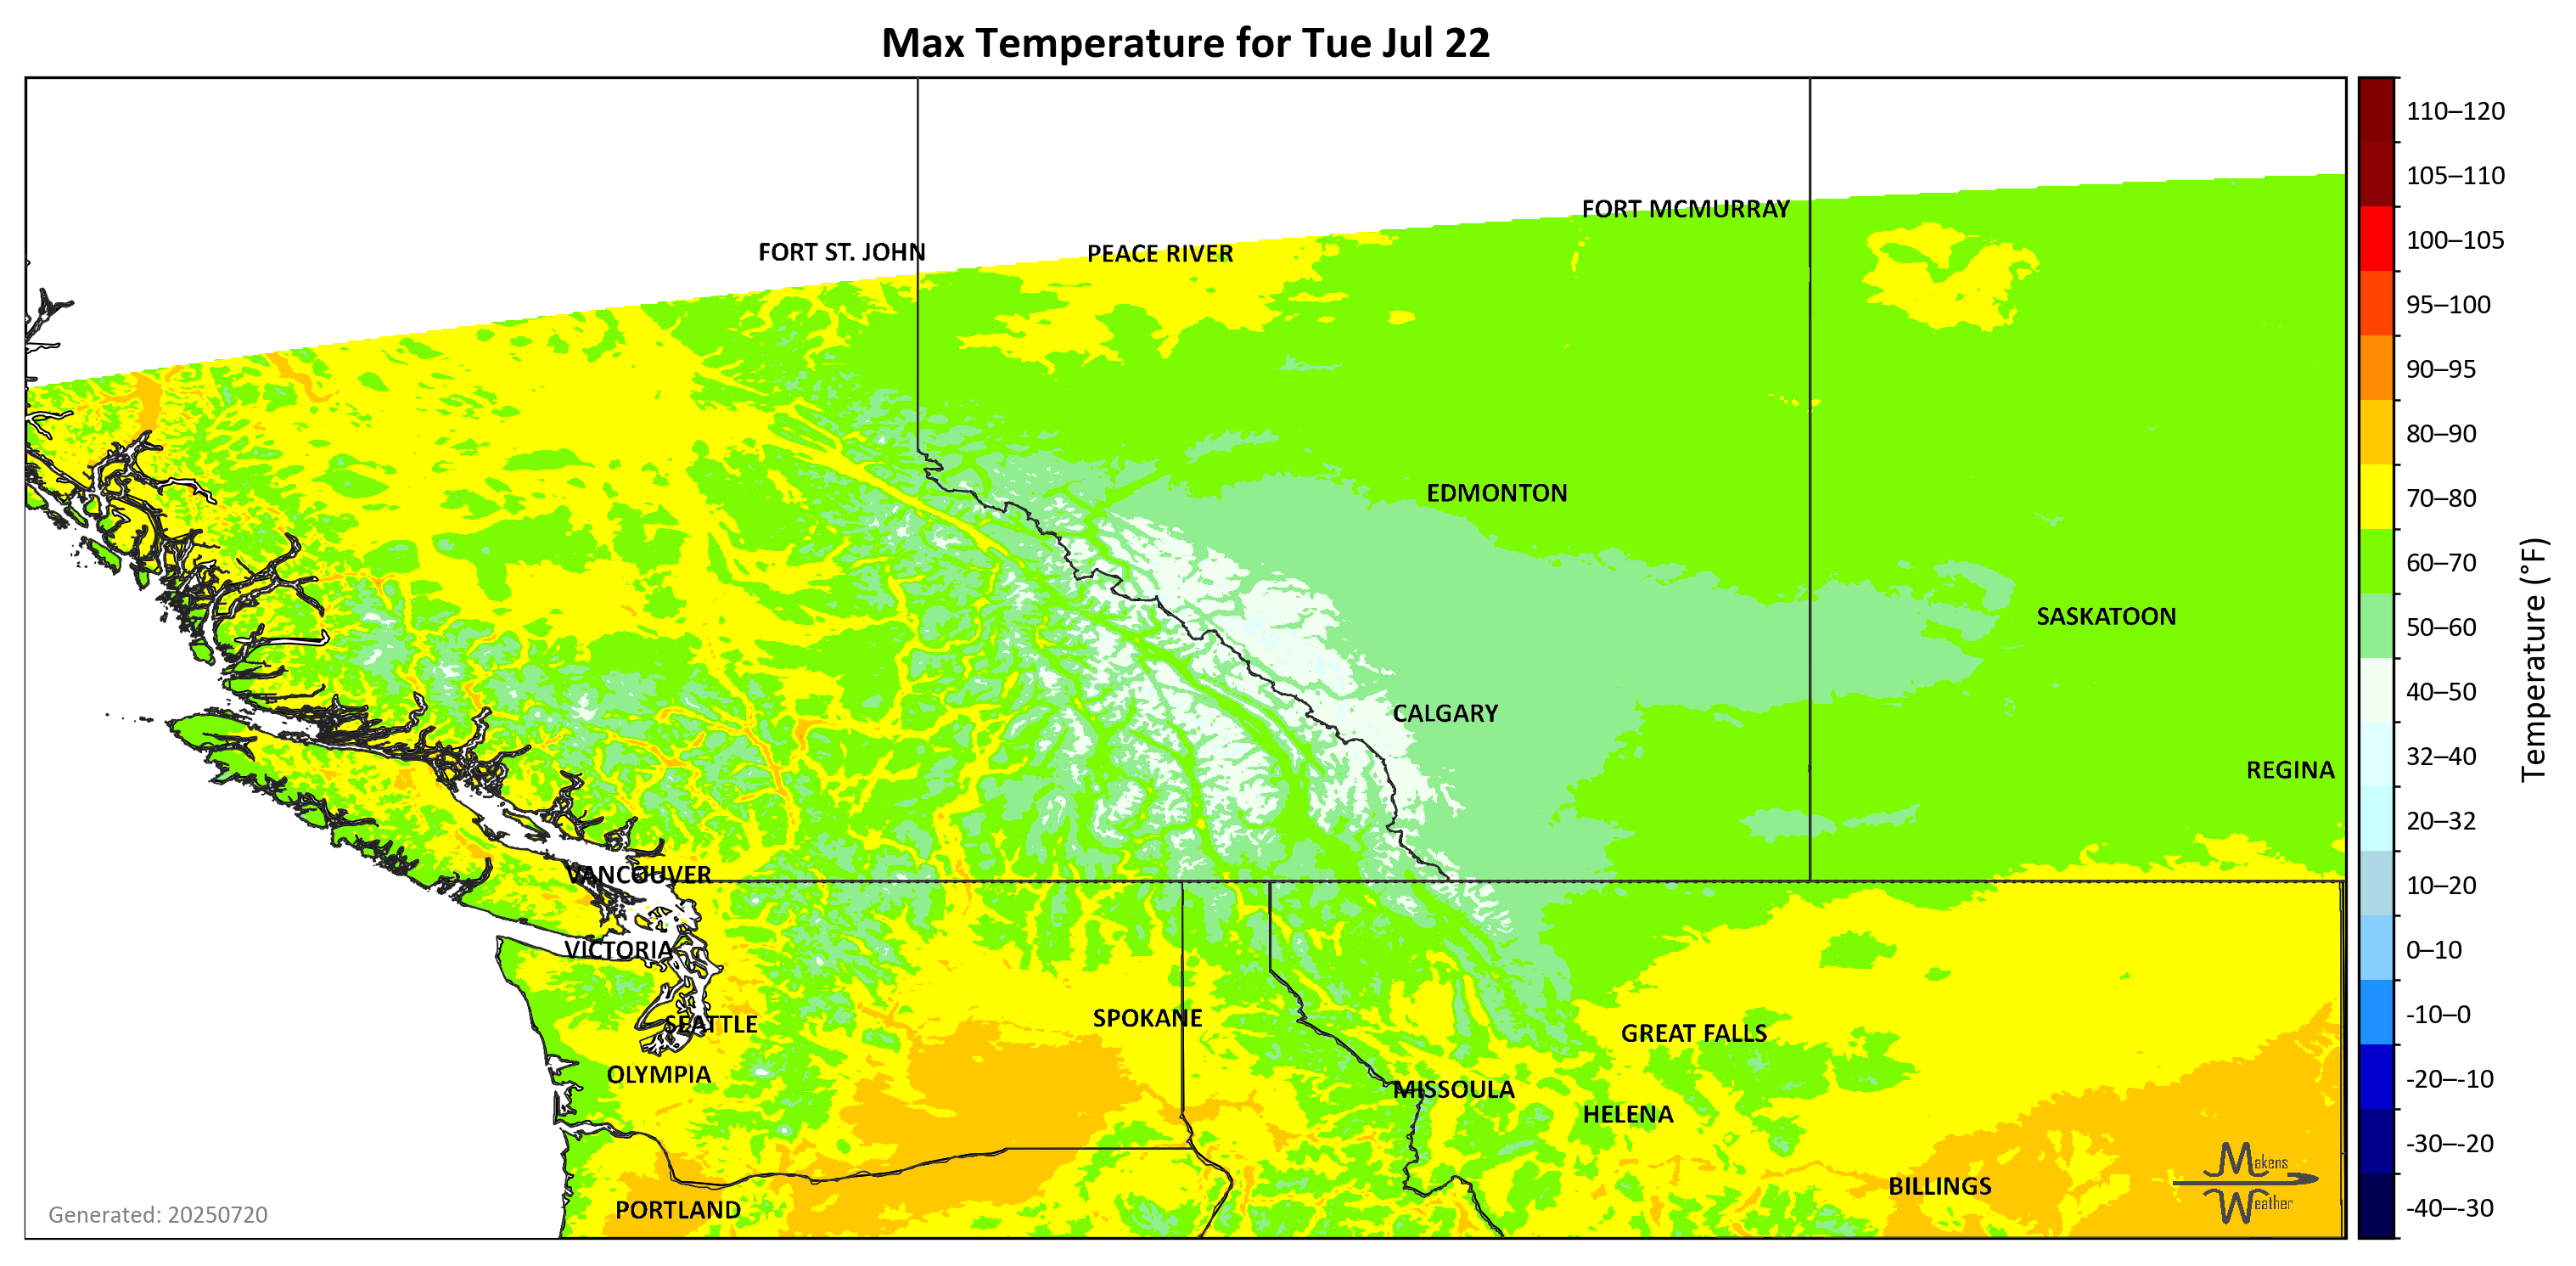 Max Temperature for Tue Jul 22
110–120
105–110
FORT MCMURRAY
100–105
FORT ST. JOHN
PEACE RIVER
95–100
90–95
80–90
EDMONTON
70–80
60–70
SASKATOON
50–60
40–50
CALGARY
32–40
REGINA
20–32
VANCOUVER
10–20
VICTORIA
0–10
SPOKANE
SEATTLE
GREAT FALLS
-10–0
OLYMPIA
MISSOULA
-20–-10
HELENA
-30–-20
Makens
Weather
BILLINGS
PORTLAND
-40–-30
Generated: 20250720
Temperature (°F)